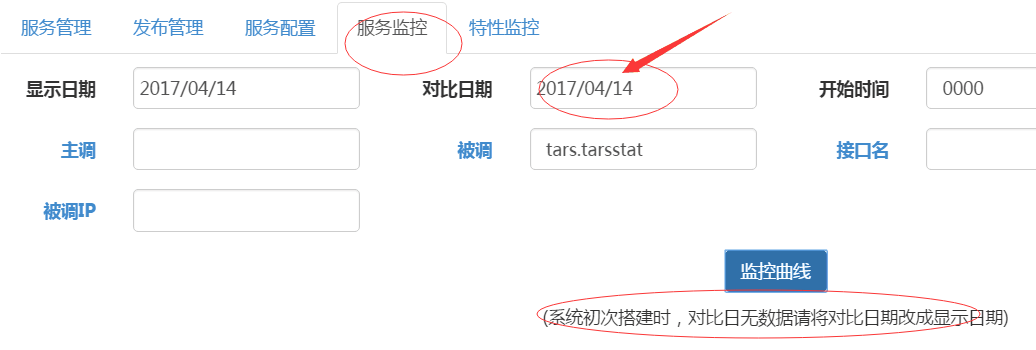 服务管理 发布管理 服务配置 服务监控 特性监控
显示日期 2017/04/14 对比日期 2017/04/14 开始时间 0000
主调 被调 tars.tarsstat 接口名
被调IP
监控曲线
(系统初次搭建时，对比日无数据请将对比日期改成显示日期)